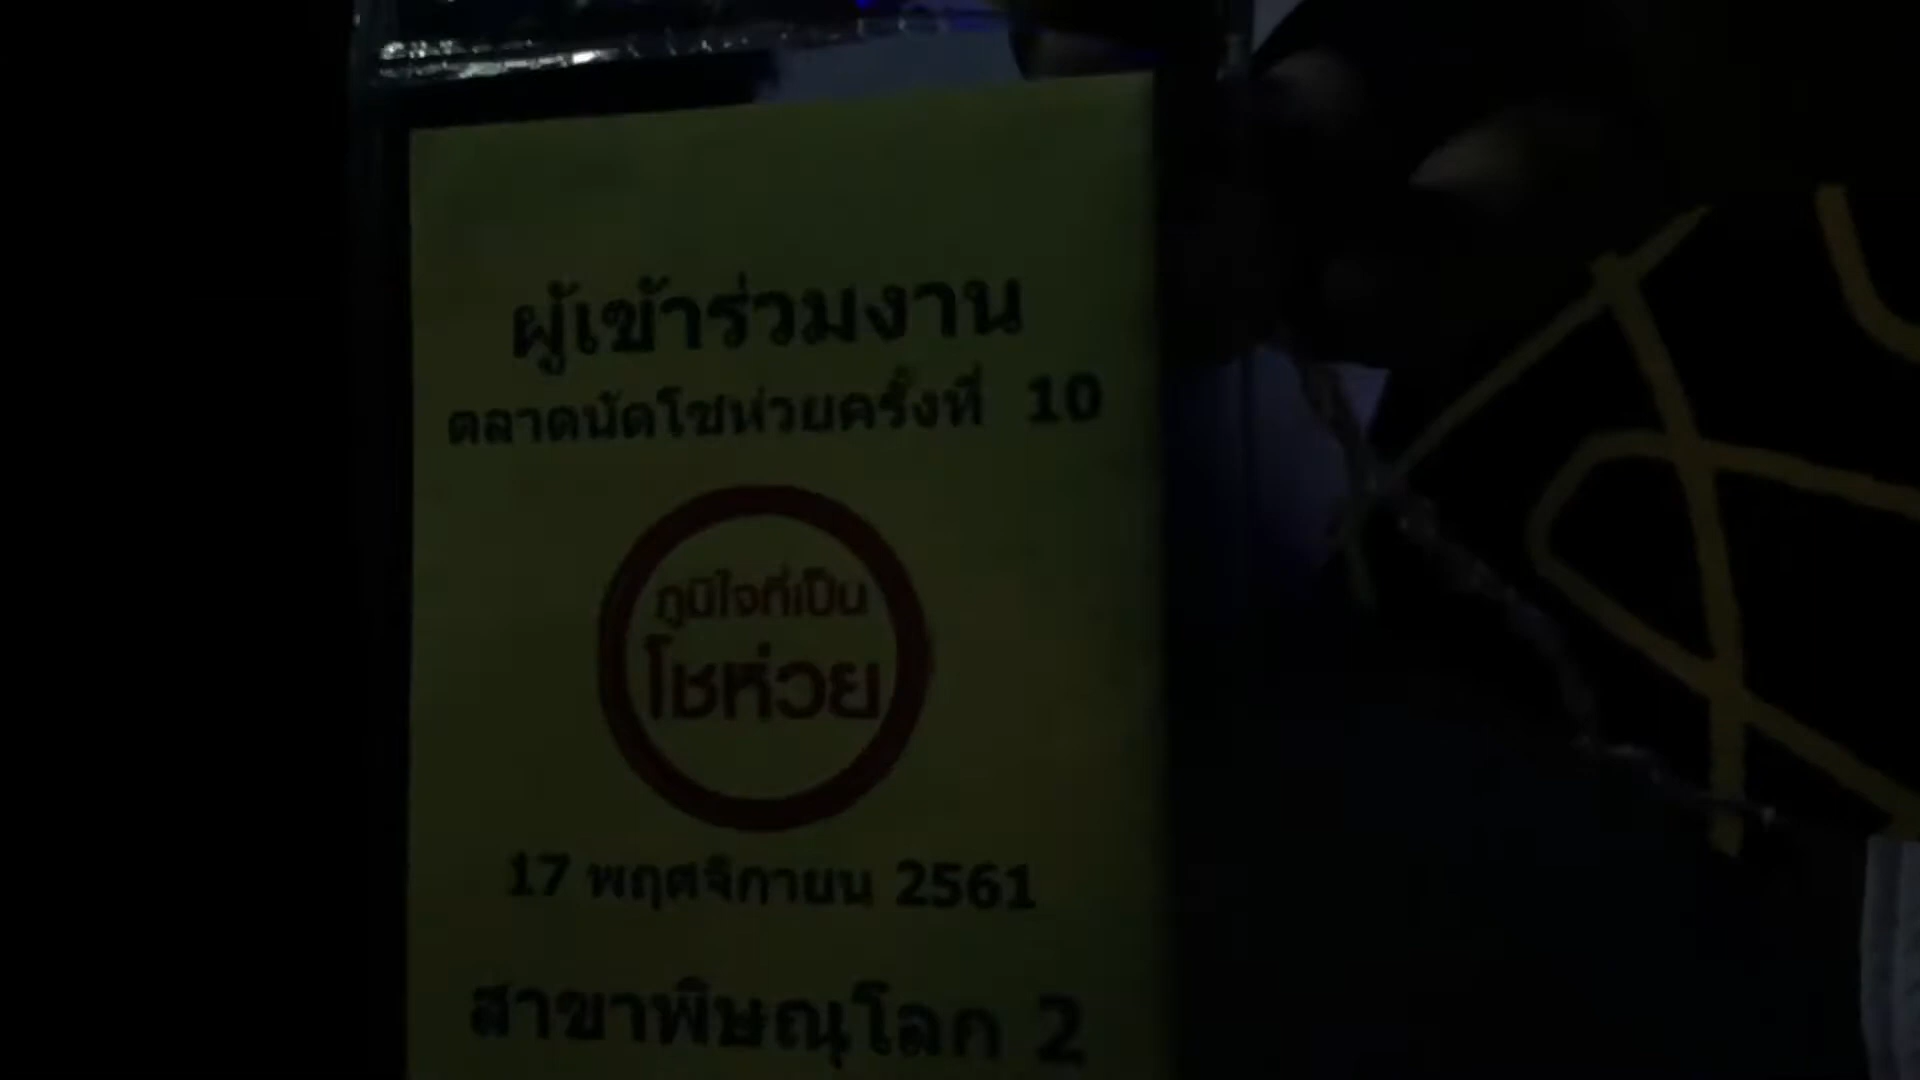 ผู้เข้าร่วมงาน
ตลาดนัดโชห่วยครั้งที่ 10
ภูมิใจที่เป็น
โชห่วย
17 พฤศจิกายน 2561
สาขาพิษณุโลก 2